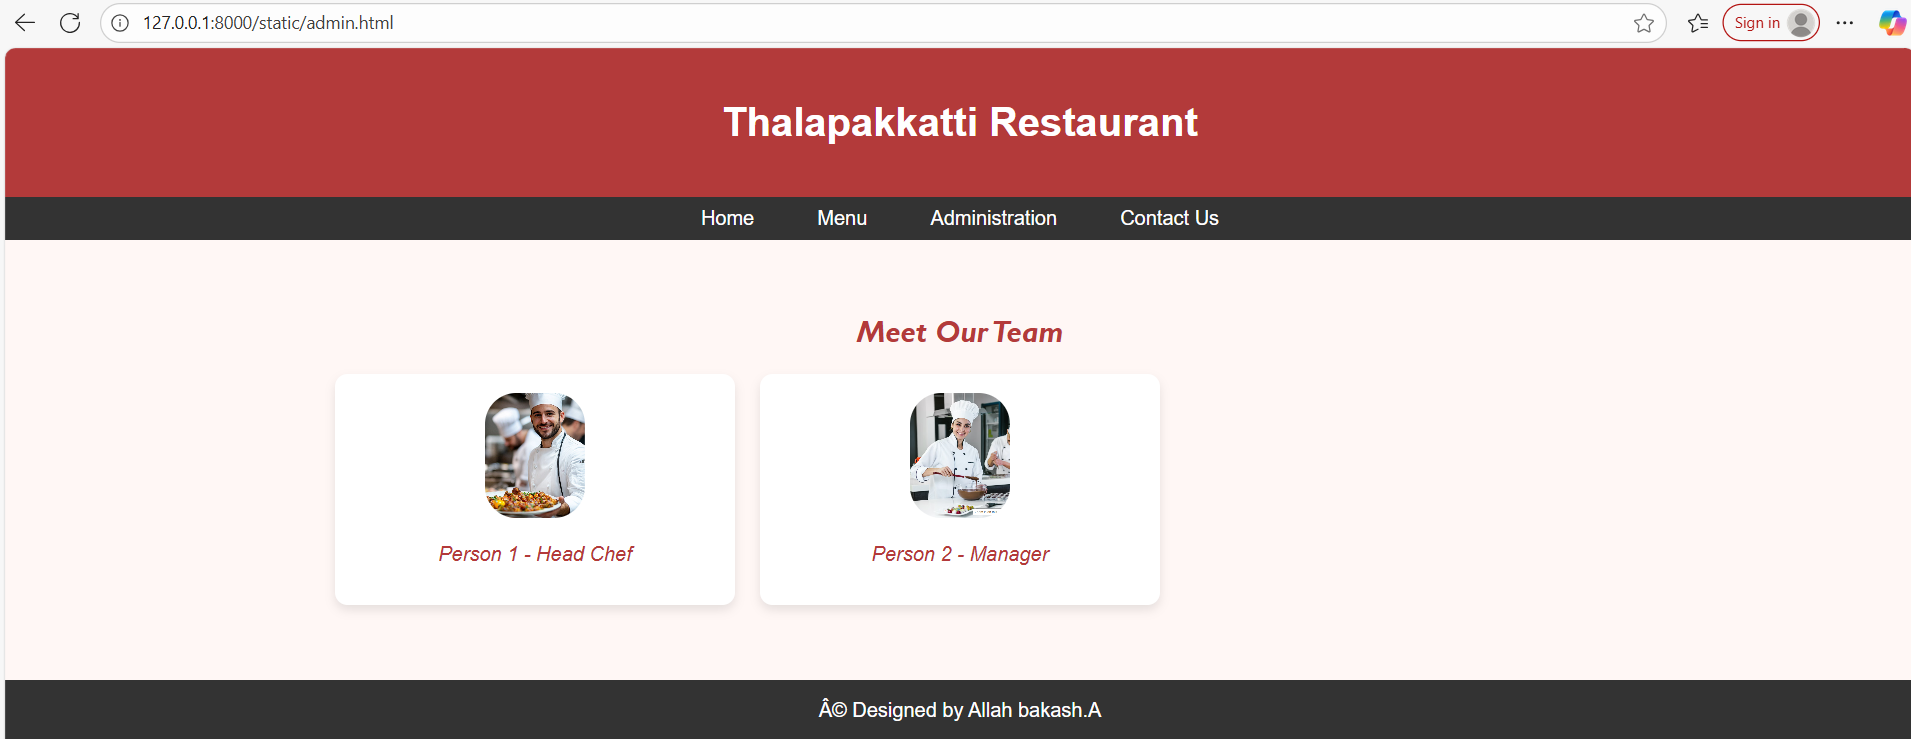 127.0.0.1:8000/static/admin.html
Sign in
Thalapakkatti Restaurant
Home Menu Administration Contact Us
Meet Our Team
Person 1 - Head Chef
Person 2 - Manager
Â© Designed by Allah bakash.A